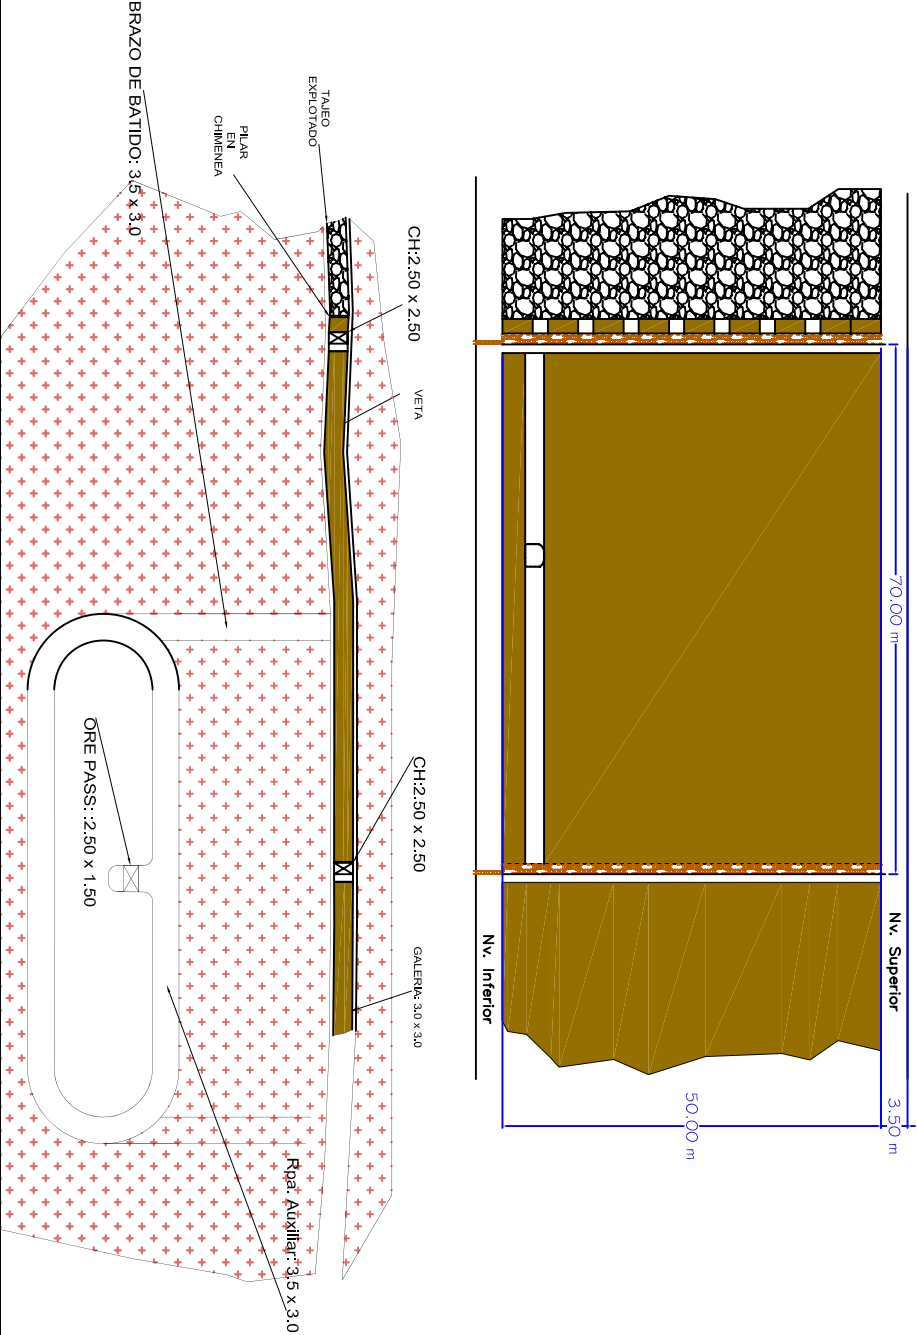 BRAZO DE BATIDO: 3.5 x 3.0
PILAR
EN
CHIMENEA
TAJEO
EXPLOTADO
CH:2.50 x 2.50
VETA
CH:2.50 x 2.50
GALERIA: 3.0 x 3.0
ORE PASS: :2.50 x 1.50
Rpa. Auxiliar: 3.5 x 3.0
70.00 m
Nv. Superior
Nv. Inferior
3.50 m
50.00 m